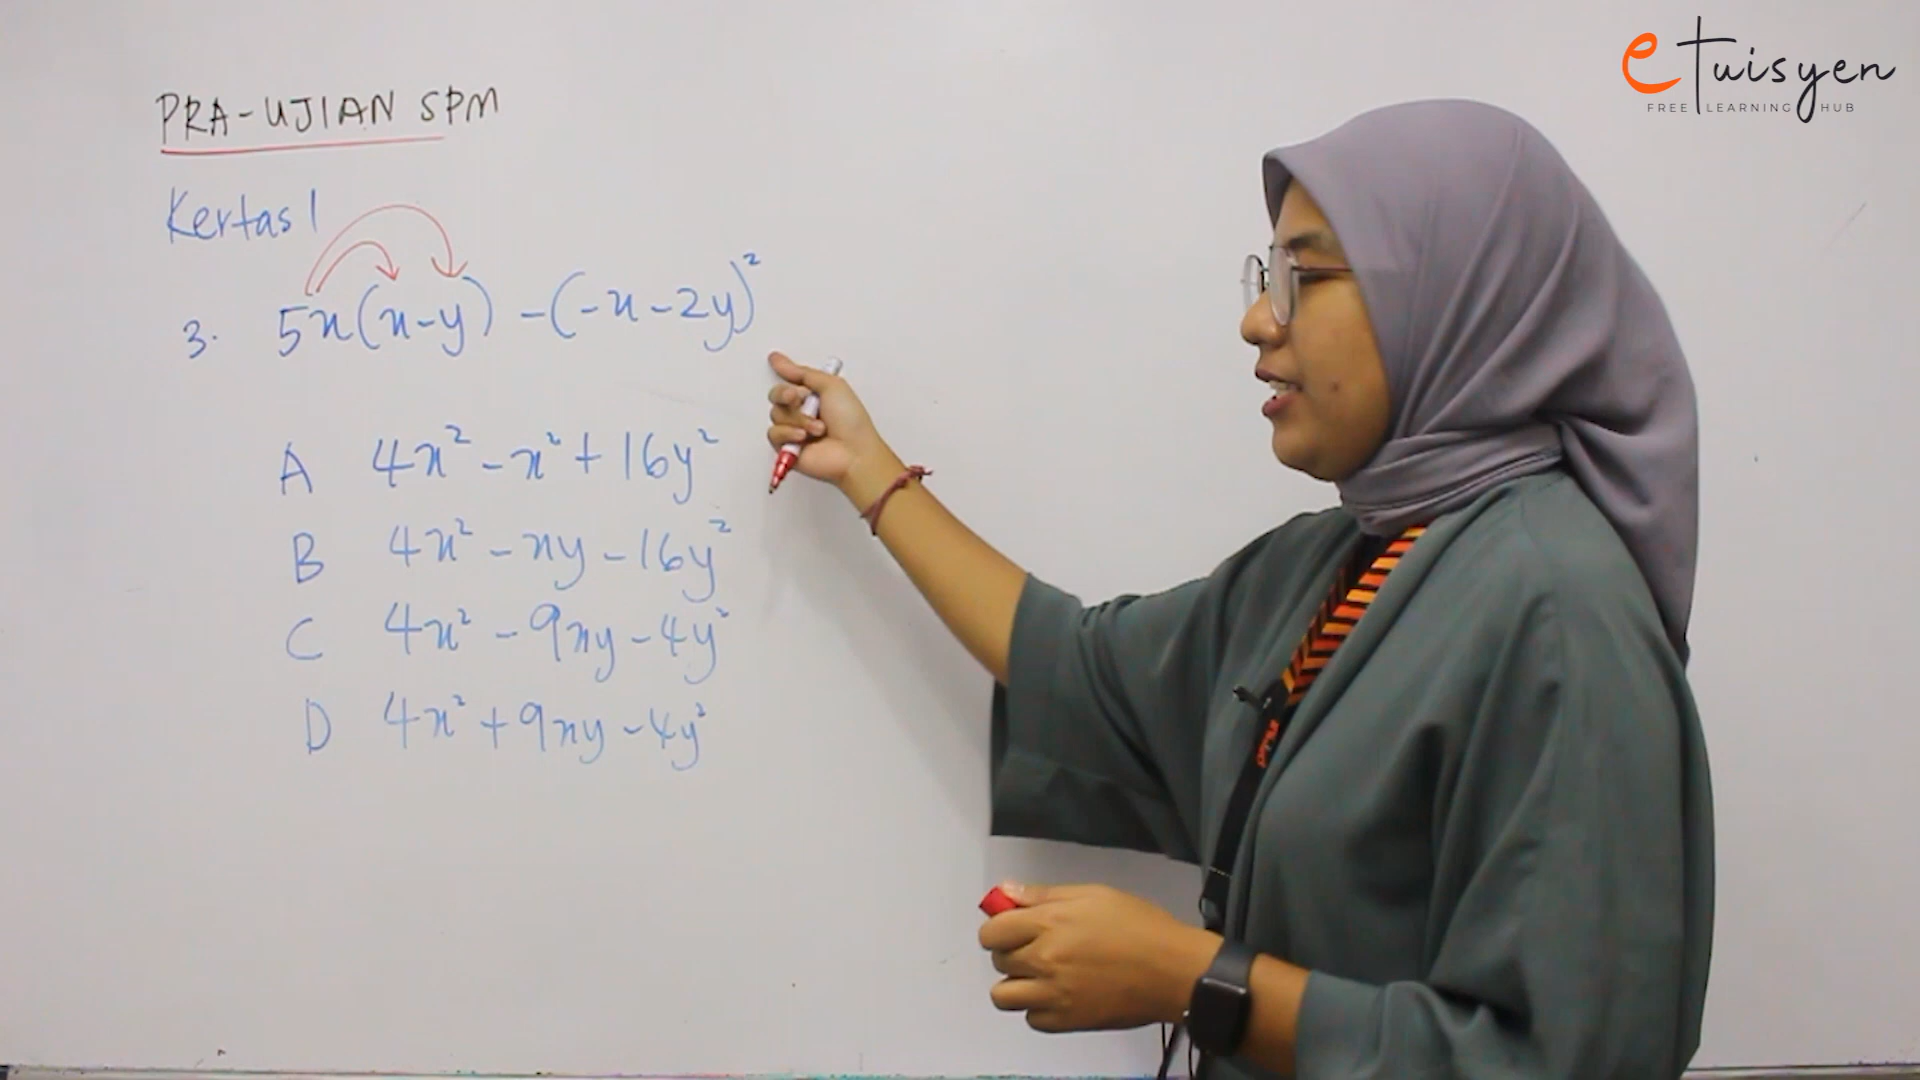 eTuisyen
FREE LEARNING HUB
PRA-UJIAN SPM
Kertas 1
3. 5x(x-y) -(-x-2y)²
A 4x² - x² + 16y²
B 4x² - xy - 16y²
C 4x² - 9xy - 4y²
D 4x² + 9xy - 4y²